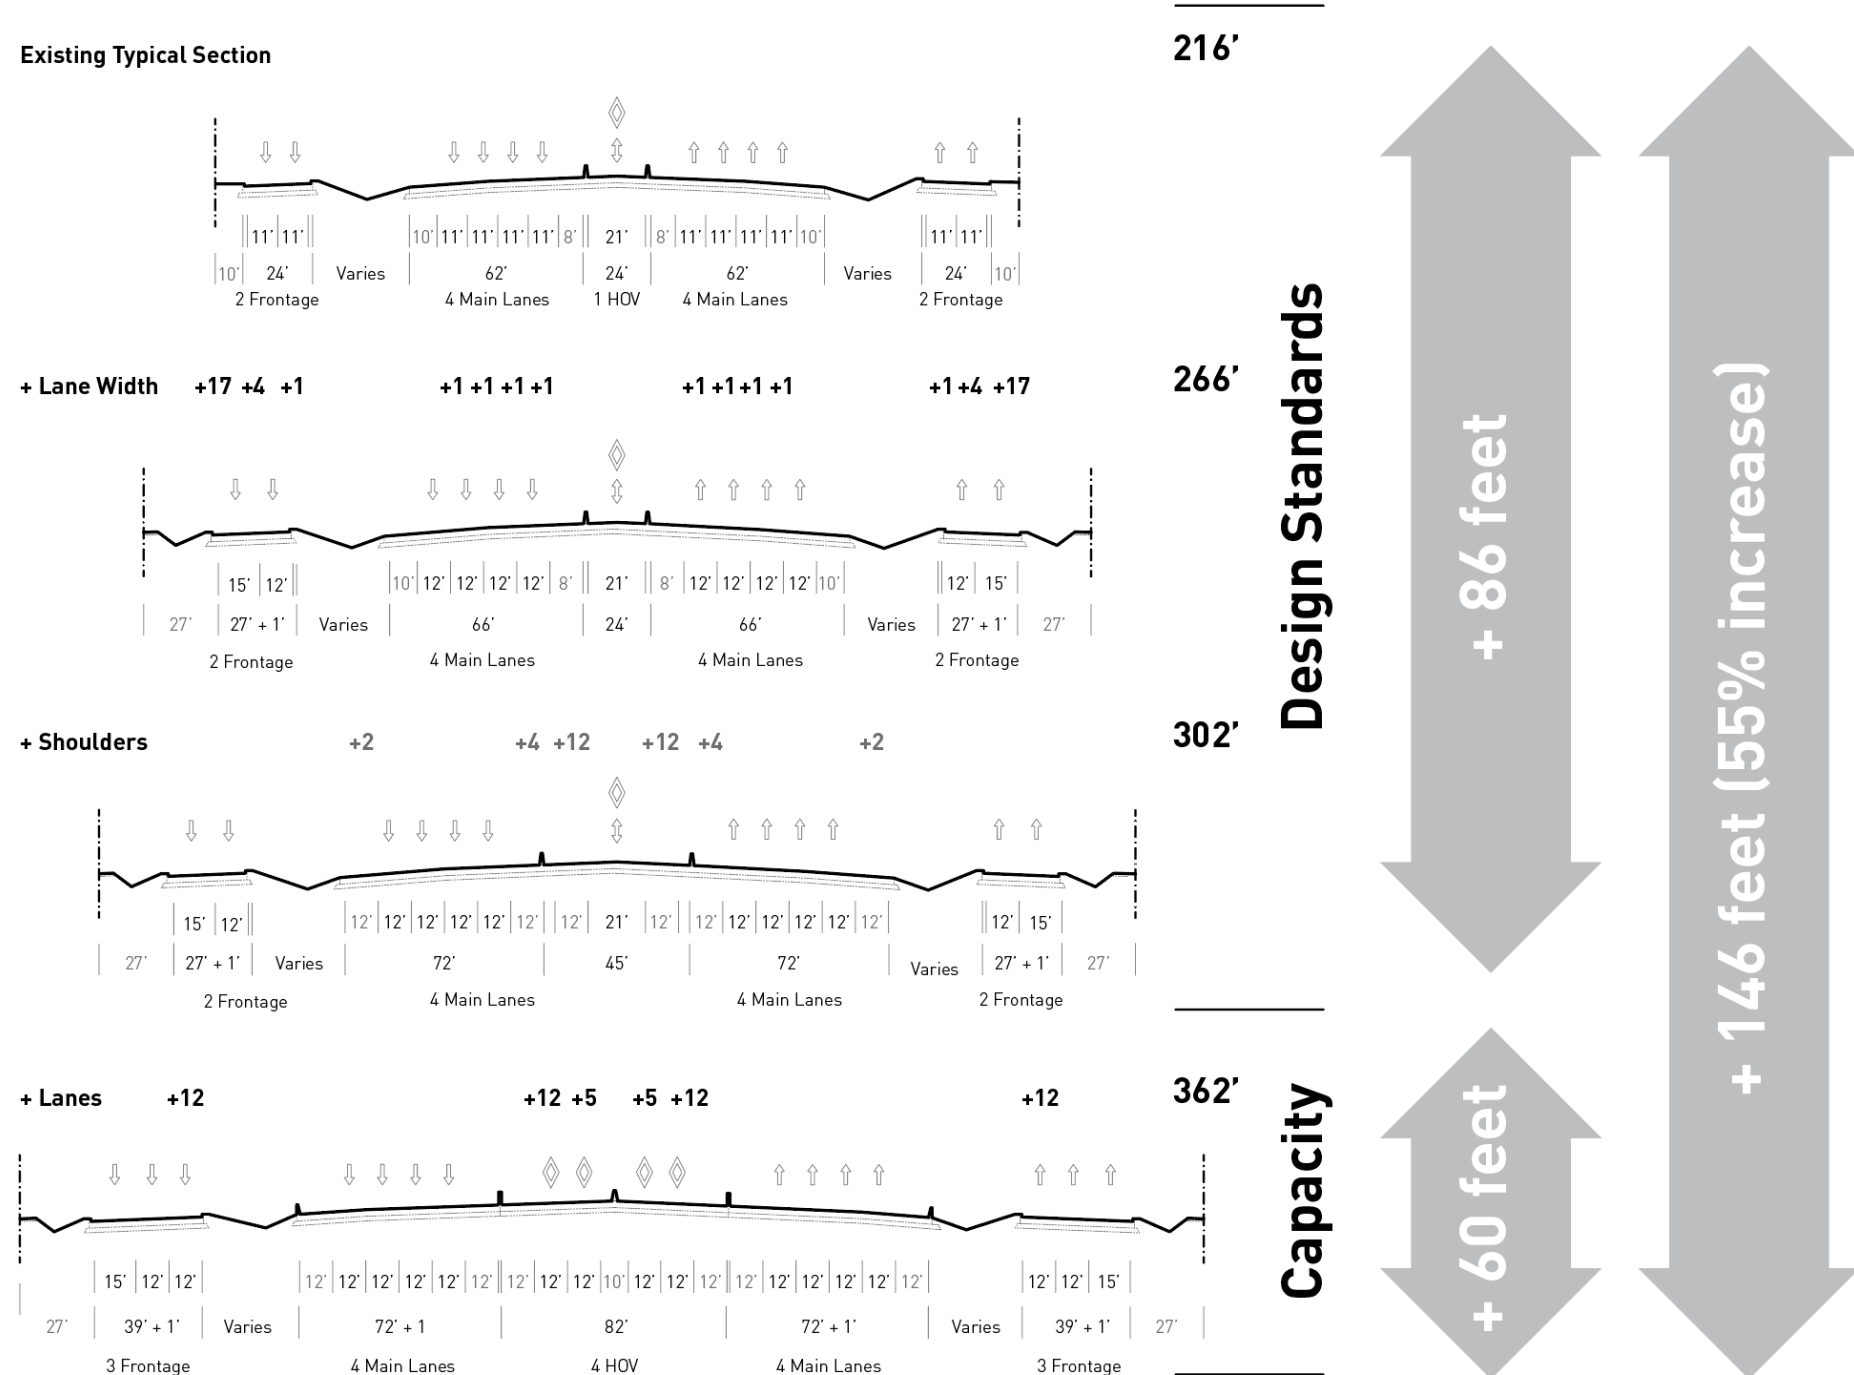 Existing Typical Section
216’
11’ 11’ 10’ 11’ 11’ 11’ 11’ 8’ 21’ 8’ 11’ 11’ 11’ 11’ 10’ 11’ 11’
10’ 24’ Varies 62’ 24’ 62’ Varies 24’ 10’
2 Frontage 4 Main Lanes 1 HOV 4 Main Lanes 2 Frontage
+ Lane Width +17 +4 +1 +1 +1 +1 +1 +1 +1 +1 +1 +1 +4 +17
266’
15’ 12’ 10’ 12’ 12’ 12’ 12’ 8’ 21’ 8’ 12’ 12’ 12’ 12’ 10’ 12’ 15’
27’ 27’ + 1’ Varies 66’ 24’ 66’ Varies 27’ + 1’ 27’
2 Frontage 4 Main Lanes 4 Main Lanes 2 Frontage
+ Shoulders +2 +4 +12 +12 +4 +2
302’
15’ 12’ 12’ 12’ 12’ 12’ 12’ 12’ 12’ 21’ 12’ 12’ 12’ 12’ 12’ 12’ 12’ 12’ 15’
27’ 27’ + 1’ Varies 72’ 45’ 72’ Varies 27’ + 1’ 27’
2 Frontage 4 Main Lanes 4 Main Lanes 2 Frontage
+ Lanes +12 +12 +5 +5 +12 +12
362’
15’ 12’ 12’ 12’ 12’ 12’ 12’ 12’ 12’ 12’ 12’ 12’ 10’ 12’ 12’ 12’ 12’ 12’ 12’ 12’ 12’ 12’ 12’ 12’ 15’
27’ 39’ + 1’ Varies 72’ + 1 82’ 72’ + 1’ Varies 39’ + 1’ 27’
3 Frontage 4 Main Lanes 4 HOV 4 Main Lanes 3 Frontage
Design Standards
Capacity
+ 86 feet
+ 60 feet
+ 146 feet (55% increase)